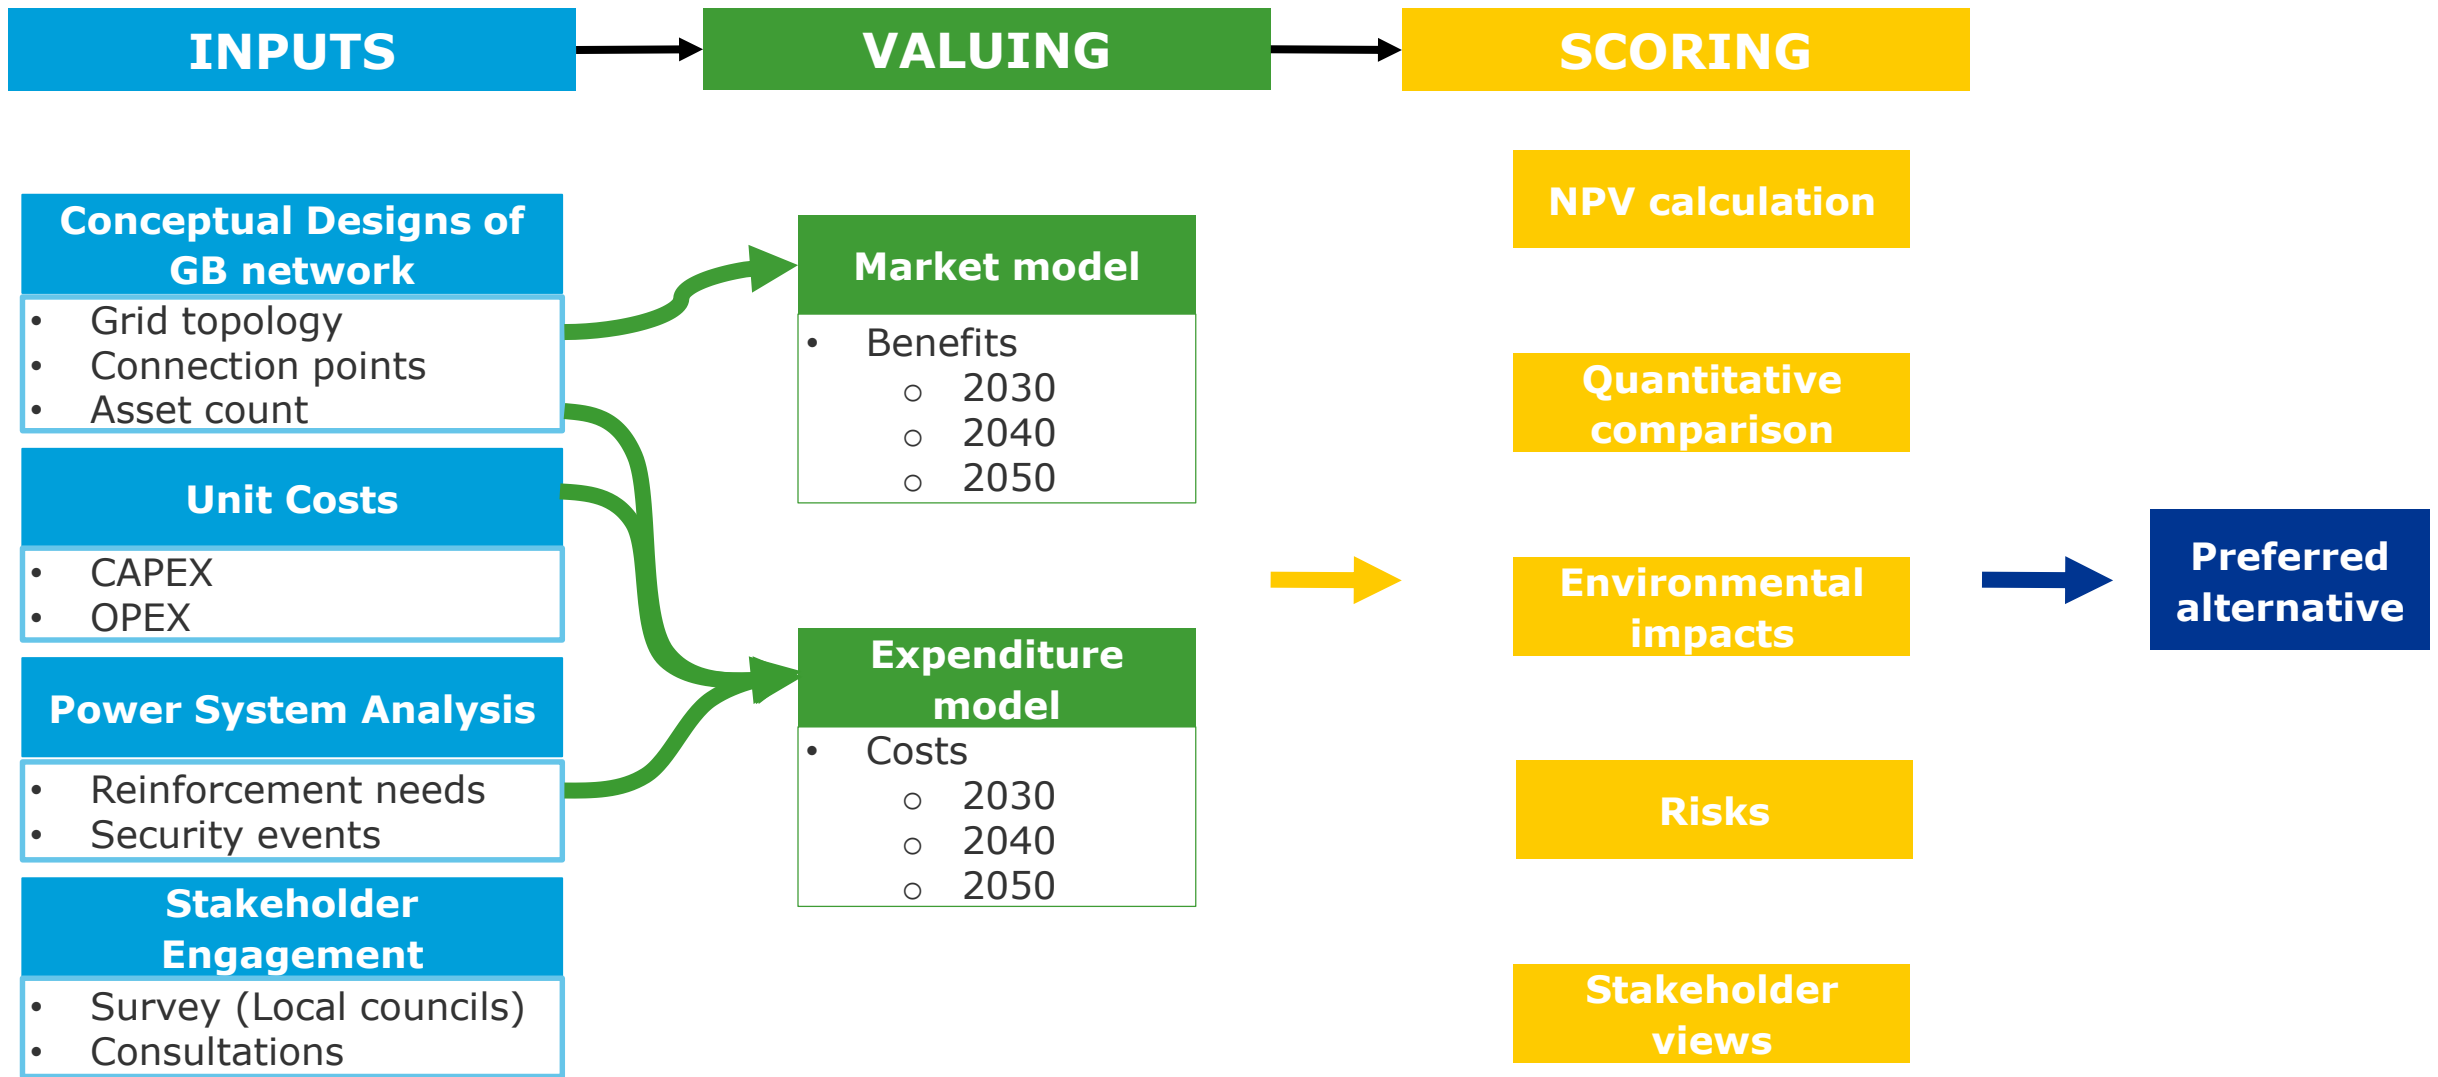 INPUTS
VALUING
SCORING
Conceptual Designs of
GB network
• Grid topology
• Connection points
• Asset count
Unit Costs
• CAPEX
• OPEX
Power System Analysis
• Reinforcement needs
• Security events
Stakeholder
Engagement
• Survey (Local councils)
• Consultations
Market model
• Benefits
○ 2030
○ 2040
○ 2050
Expenditure
model
• Costs
○ 2030
○ 2040
○ 2050
NPV calculation
Quantitative
comparison
Environmental
impacts
Risks
Stakeholder
views
Preferred
alternative